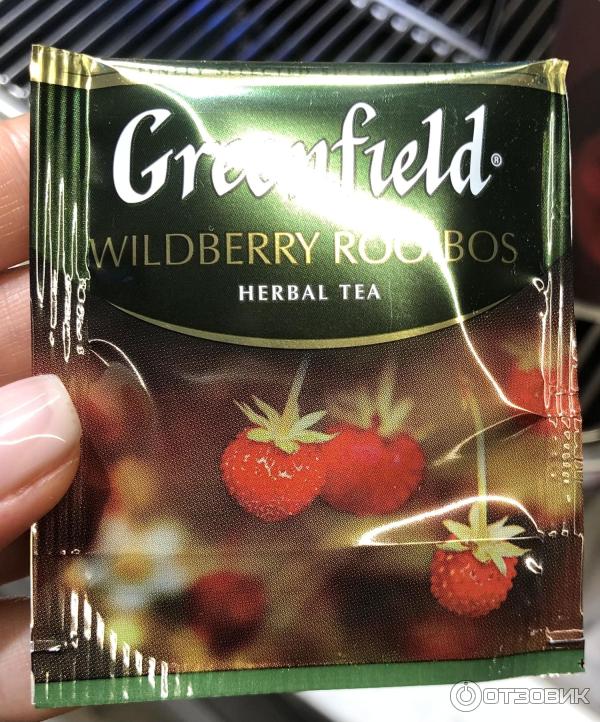 Greenfield®
WILDBERRY ROOIBOS
HERBAL TEA
ОТЗОВИК